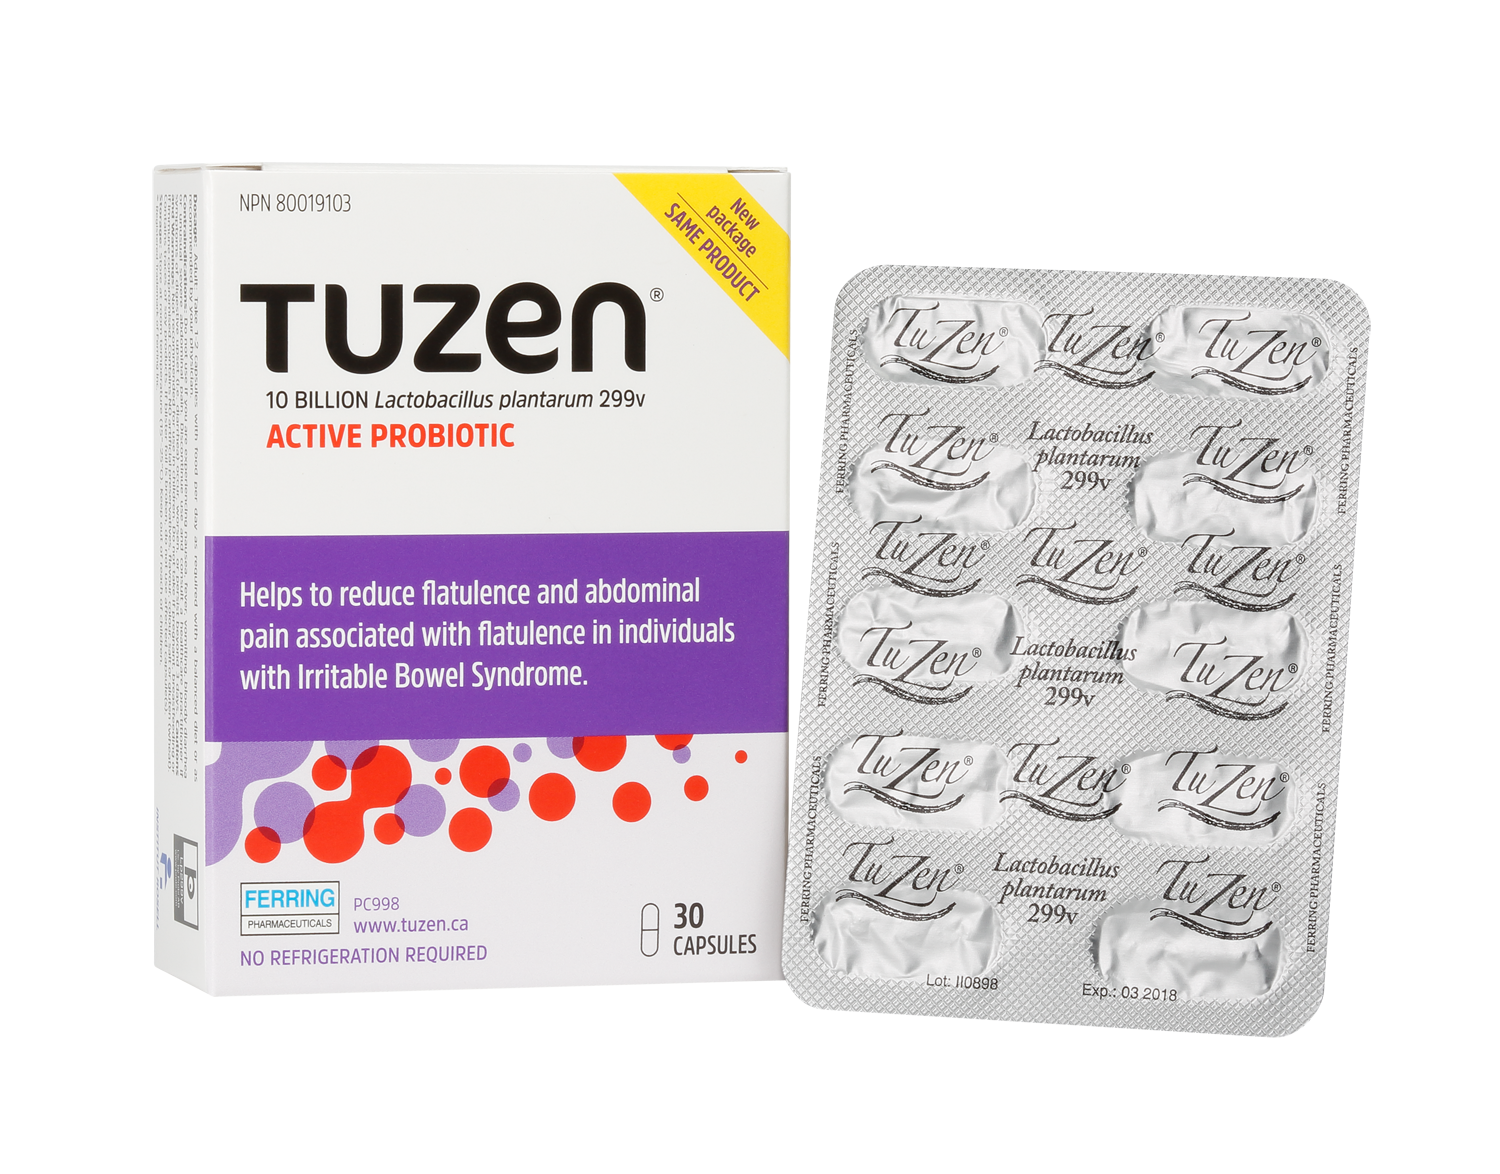 NPN 80019103
New
package
SAME PRODUCT
TUZEN®
10 BILLION Lactobacillus plantarum 299v
ACTIVE PROBIOTIC
Helps to reduce flatulence and abdominal
pain associated with flatulence in individuals
with Irritable Bowel Syndrome.
FERRING
PHARMACEUTICALS
PC998
www.tuzen.ca
NO REFRIGERATION REQUIRED
30
CAPSULES
TuZen® TuZen® TuZen®
FERRING PHARMACEUTICALS
FERRING PHARMACEUTICALS
TuZen® TuZen®
Lactobacillus
plantarum
299v
TuZen® TuZen® TuZen®
FERRING PHARMACEUTICALS
FERRING PHARMACEUTICALS
TuZen® TuZen®
Lactobacillus
plantarum
299v
TuZen® TuZen® TuZen®
FERRING PHARMACEUTICALS
FERRING PHARMACEUTICALS
TuZen® TuZen®
Lactobacillus
plantarum
299v
Lot: II0898
Exp.: 03 2018